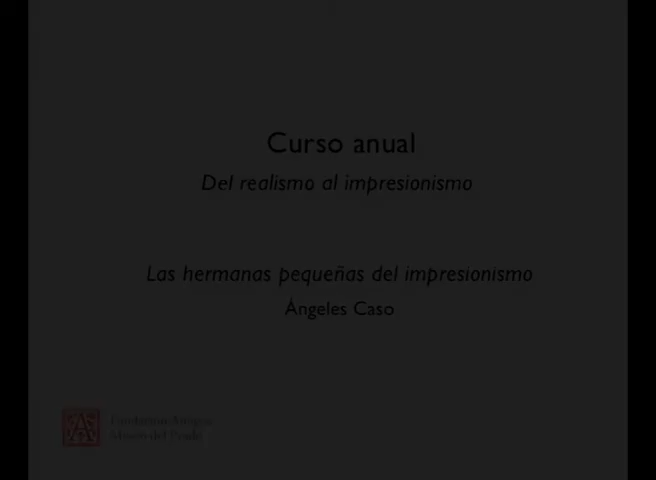 Curso anual
Del realismo al impresionismo
Las hermanas pequeñas del impresionismo
Ángeles Caso
Fundación Amigos
Museo del Prado